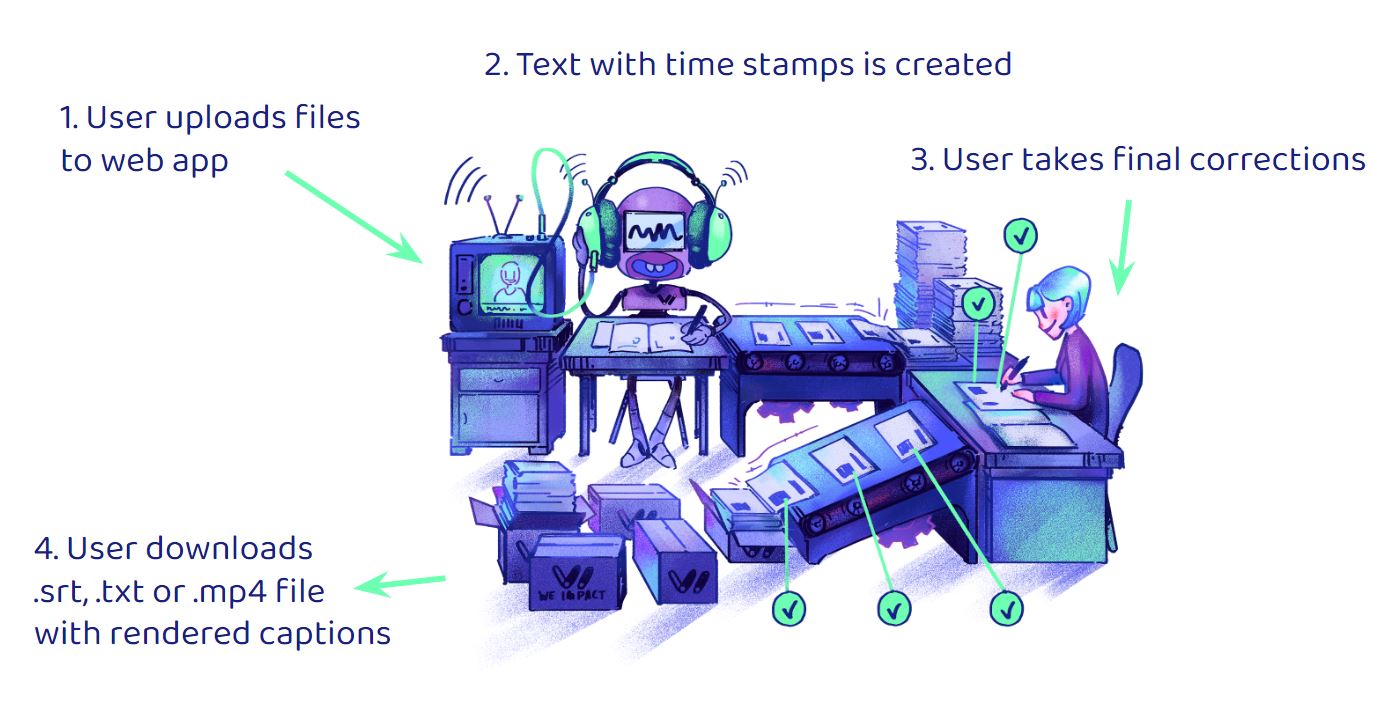 2. Text with time stamps is created
1. User uploads files
to web app
3. User takes final corrections
4. User downloads
.srt, .txt or .mp4 file
with rendered captions
WE IMPACT